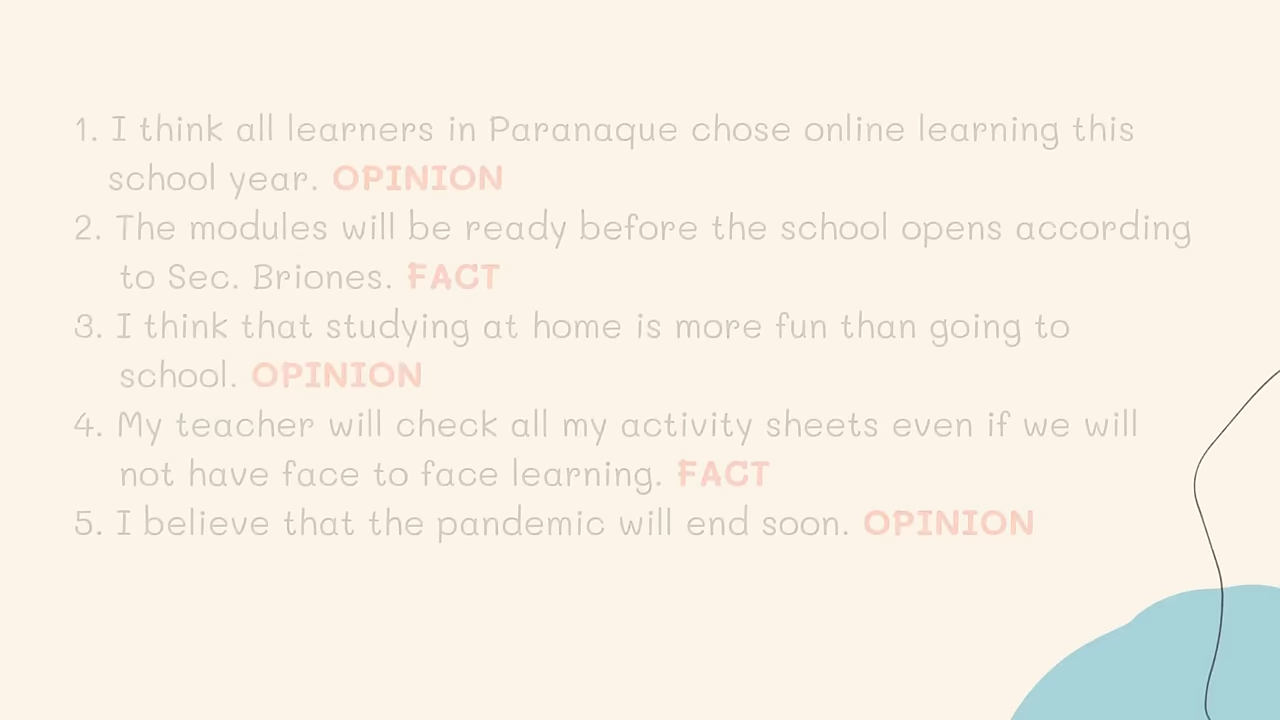 1. I think all learners in Paranaque chose online learning this
school year. OPINION
2. The modules will be ready before the school opens according
to Sec. Briones. FACT
3. I think that studying at home is more fun than going to
school. OPINION
4. My teacher will check all my activity sheets even if we will
not have face to face learning. FACT
5. I believe that the pandemic will end soon. OPINION